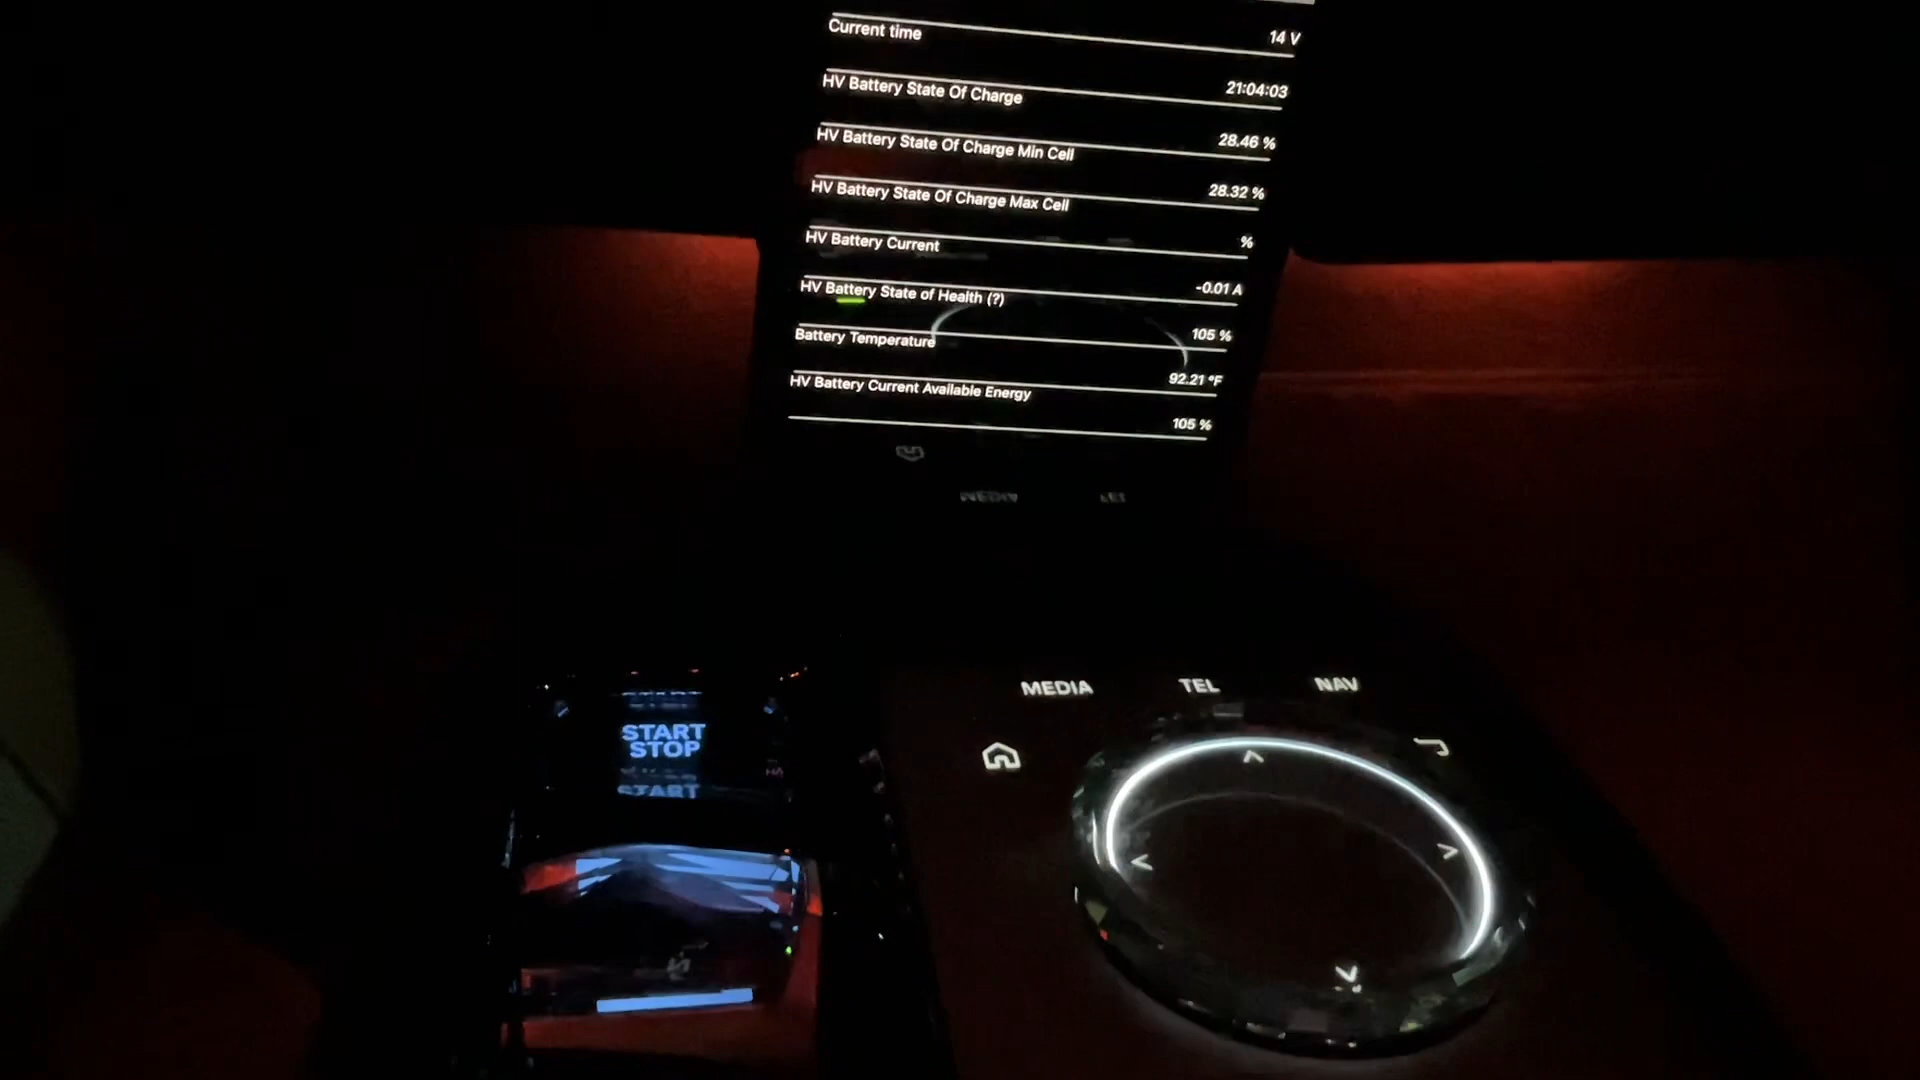 14 V
Current time
21:04:03
HV Battery State Of Charge
28.46 %
HV Battery State Of Charge Min Cell
28.32 %
HV Battery State Of Charge Max Cell
%
HV Battery Current
-0.01 A
HV Battery State of Health (?)
105 %
Battery Temperature
92.21 °F
HV Battery Current Available Energy
105 %
MEDIA TEL
MEDIA TEL NAV
START
STOP
START